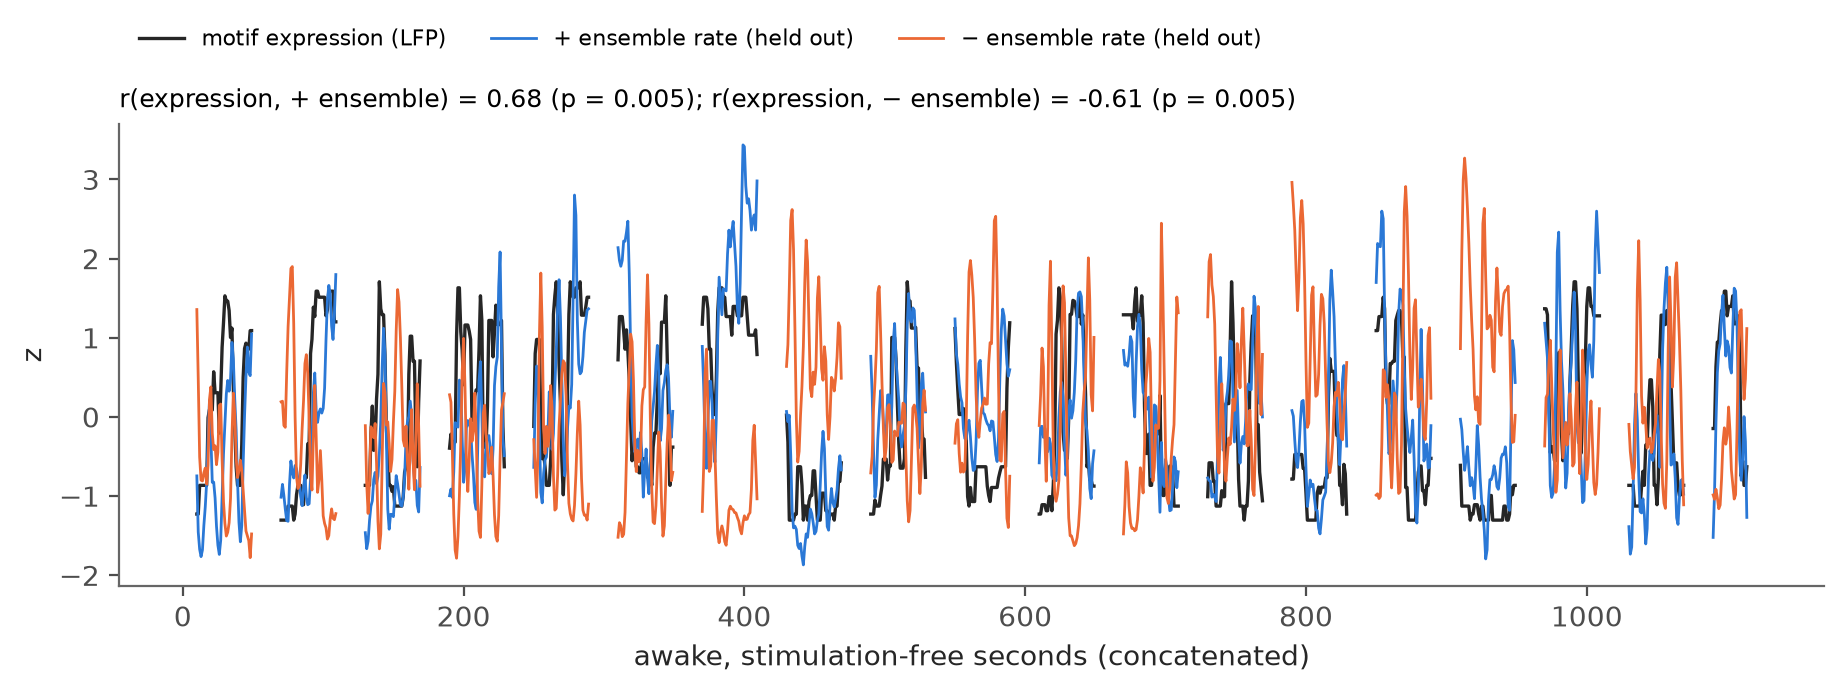 motif expression (LFP)
+ ensemble rate (held out)
− ensemble rate (held out)
r(expression, + ensemble) = 0.68 (p = 0.005); r(expression, − ensemble) = -0.61 (p = 0.005)
z
3
2
1
0
−1
−2
0
200
400
600
800
1000
awake, stimulation-free seconds (concatenated)